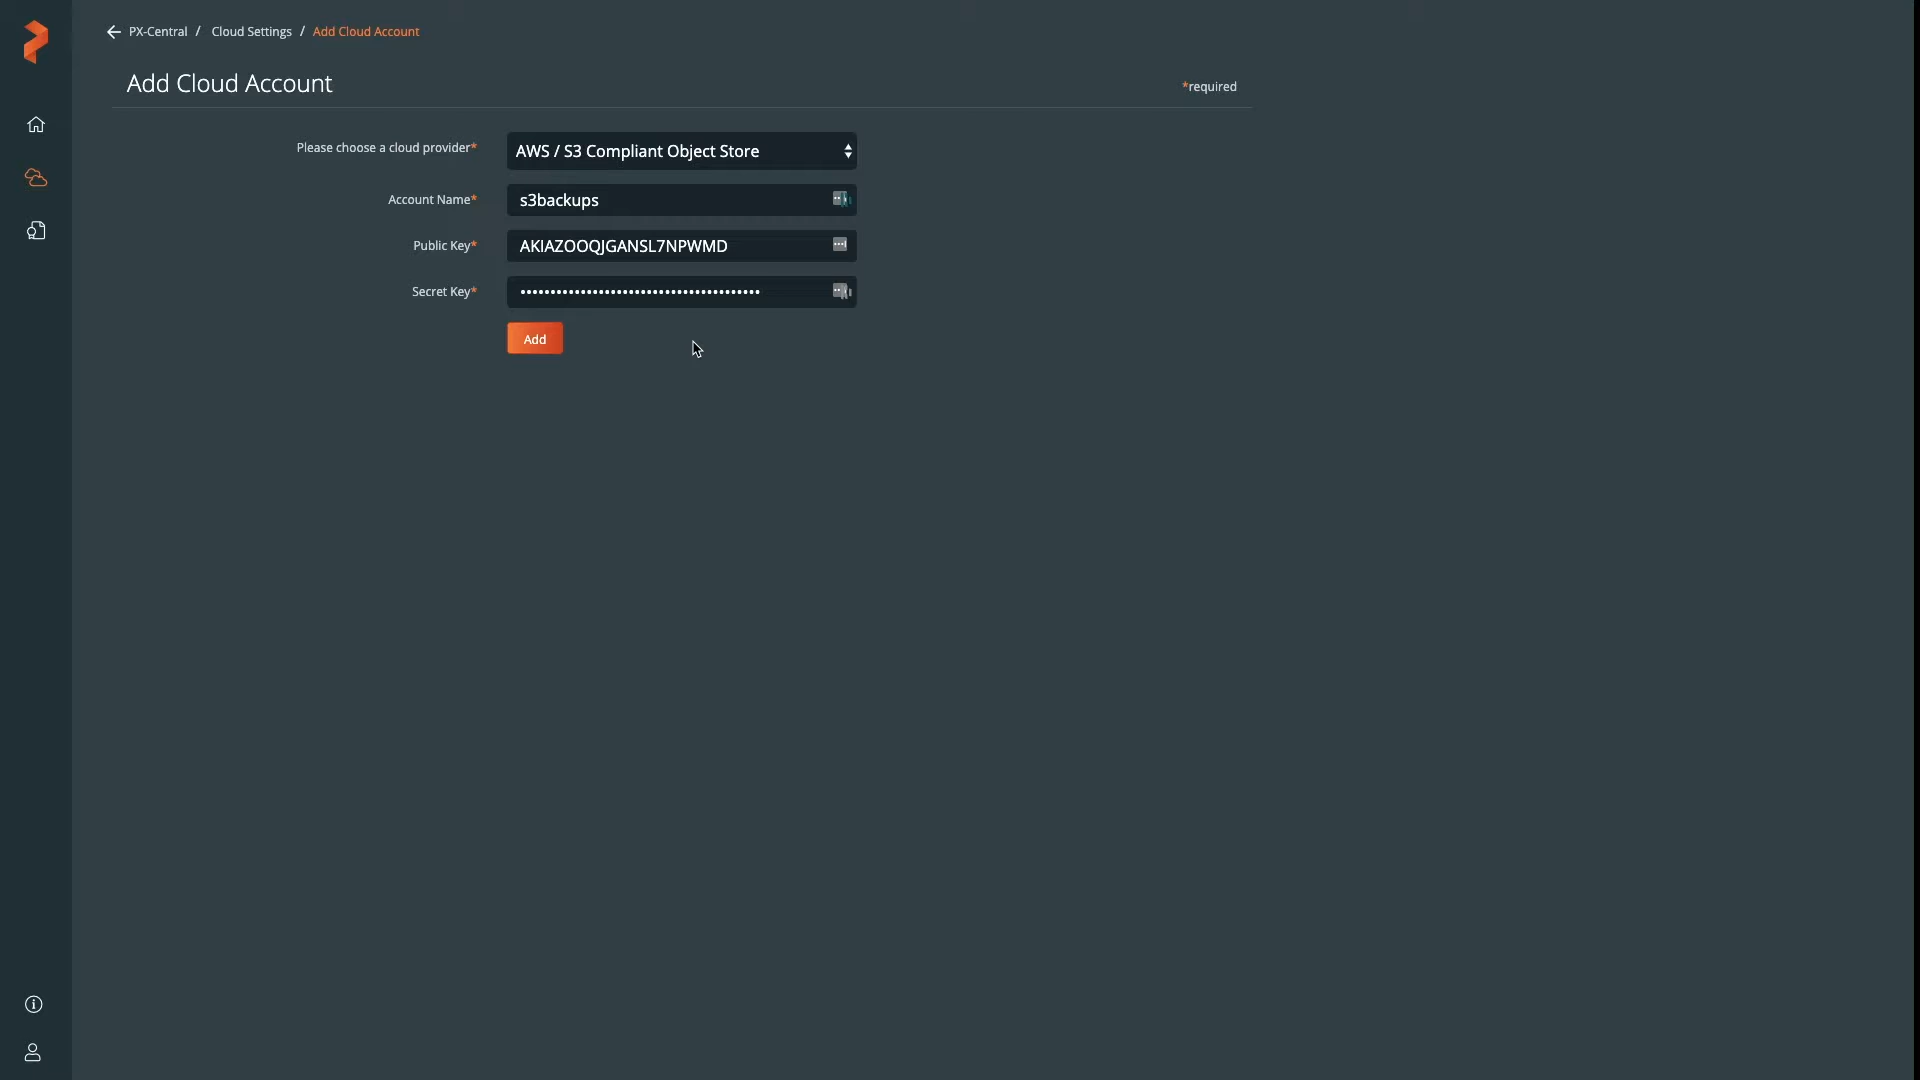 PX-Central / Cloud Settings / Add Cloud Account
Add Cloud Account
*required
Please choose a cloud provider*
AWS / S3 Compliant Object Store
Account Name*
s3backups
Public Key*
AKIAZOOQJGANSL7NPWMD
Secret Key*
••••••••••••••••••••••••••••••••••••••••
Add